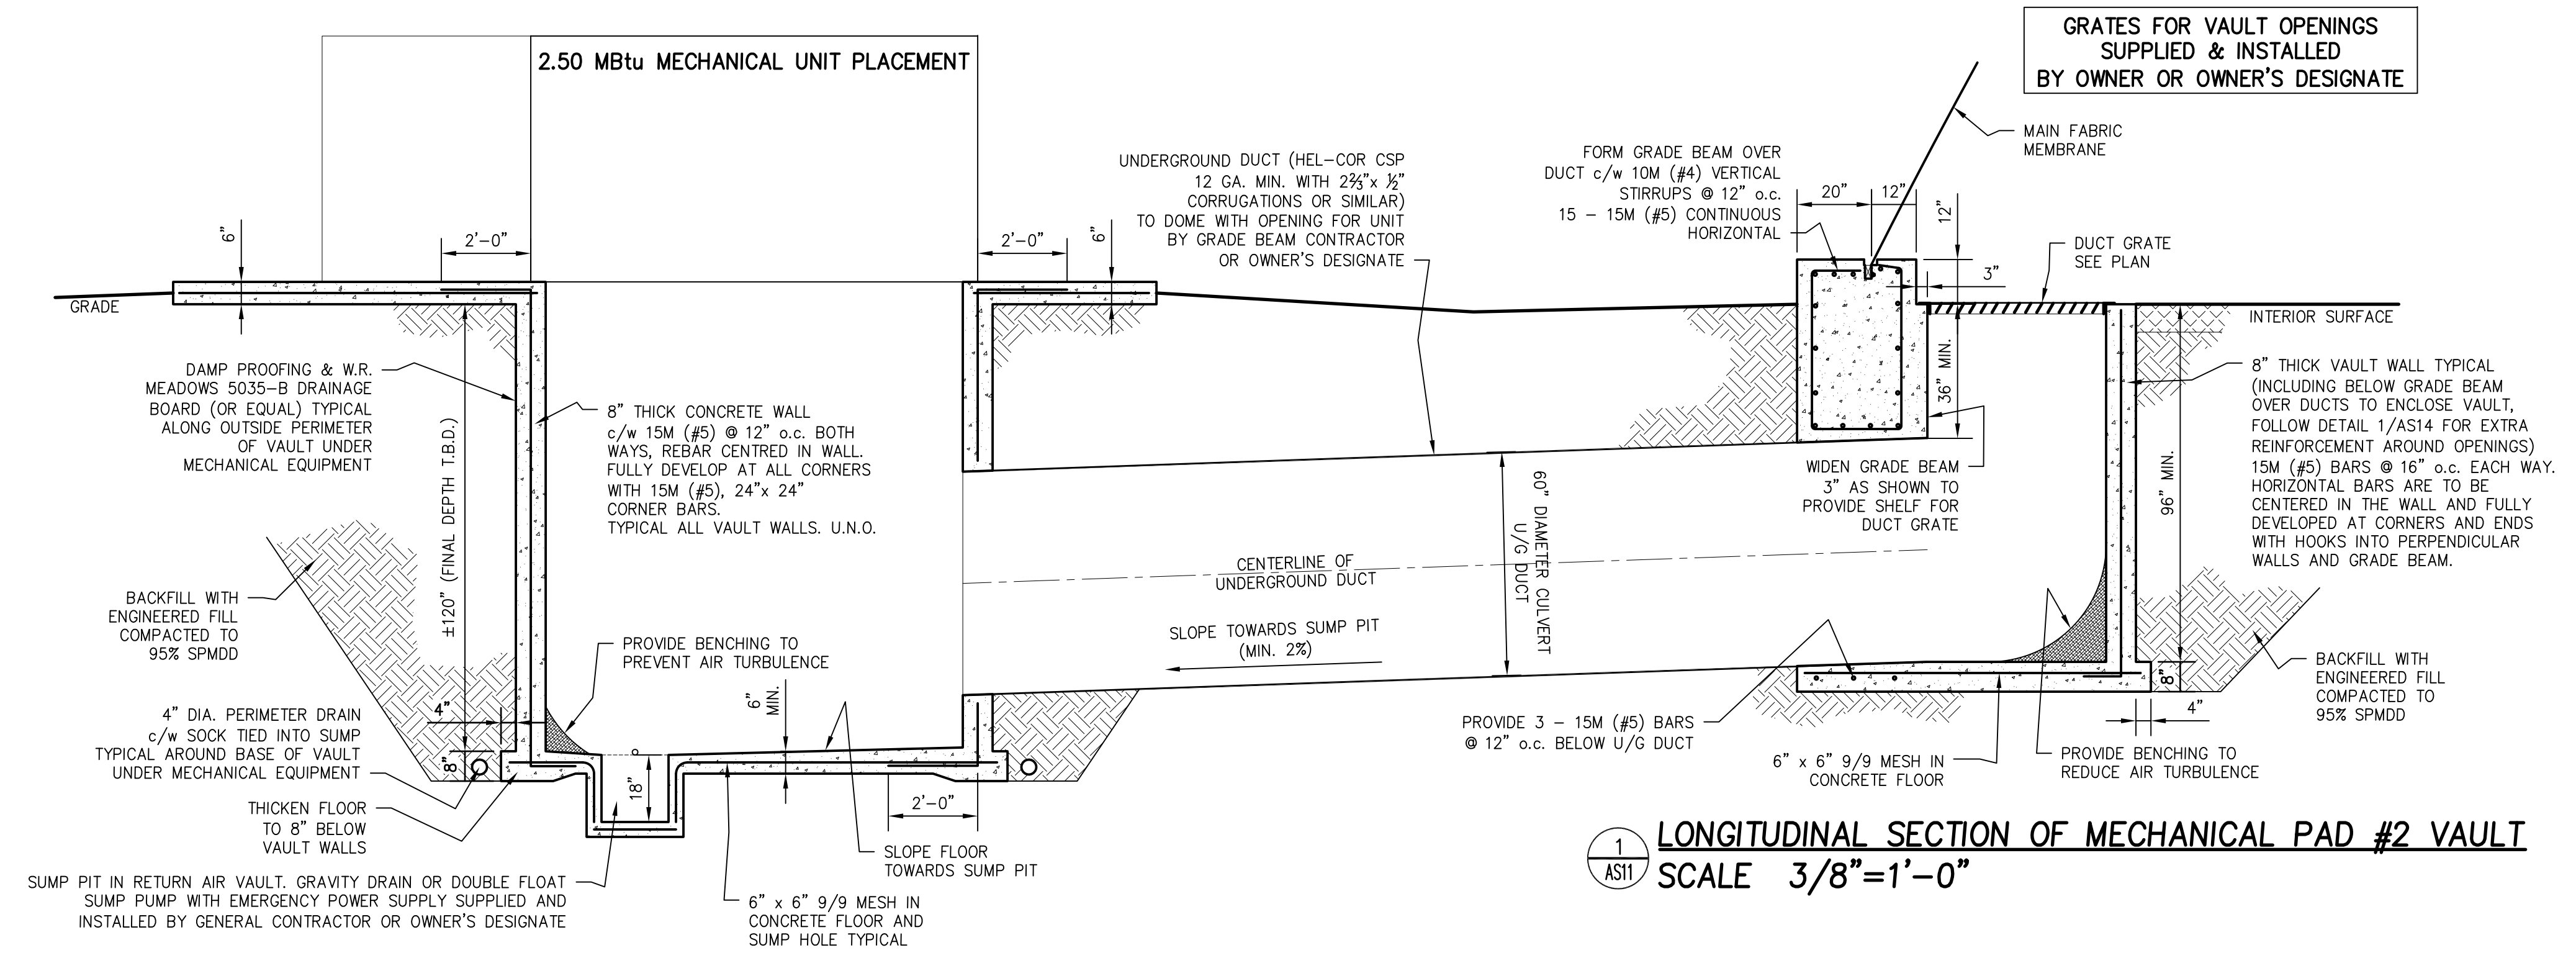 GRATES FOR VAULT OPENINGS
SUPPLIED & INSTALLED
BY OWNER OR OWNER'S DESIGNATE
2.50 MBtu MECHANICAL UNIT PLACEMENT
MAIN FABRIC
MEMBRANE
UNDERGROUND DUCT (HEL-COR CSP
12 GA. MIN. WITH 2⅔"x ½"
CORRUGATIONS OR SIMILAR)
TO DOME WITH OPENING FOR UNIT
BY GRADE BEAM CONTRACTOR
OR OWNER'S DESIGNATE
FORM GRADE BEAM OVER
DUCT c/w 10M (#4) VERTICAL
STIRRUPS @ 12" o.c.
15 - 15M (#5) CONTINUOUS
HORIZONTAL
20"
12"
12"
3"
DUCT GRATE
SEE PLAN
6"
2'-0"
2'-0"
6"
GRADE
INTERIOR SURFACE
DAMP PROOFING & W.R.
MEADOWS 5035-B DRAINAGE
BOARD (OR EQUAL) TYPICAL
ALONG OUTSIDE PERIMETER
OF VAULT UNDER
MECHANICAL EQUIPMENT
±120" (FINAL DEPTH T.B.D.)
8" THICK CONCRETE WALL
c/w 15M (#5) @ 12" o.c. BOTH
WAYS, REBAR CENTRED IN WALL.
FULLY DEVELOP AT ALL CORNERS
WITH 15M (#5), 24"x 24"
CORNER BARS.
TYPICAL ALL VAULT WALLS. U.N.O.
36" MIN.
WIDEN GRADE BEAM
3" AS SHOWN TO
PROVIDE SHELF FOR
DUCT GRATE
96" MIN.
8" THICK VAULT WALL TYPICAL
(INCLUDING BELOW GRADE BEAM
OVER DUCTS TO ENCLOSE VAULT,
FOLLOW DETAIL 1/AS14 FOR EXTRA
REINFORCEMENT AROUND OPENINGS)
15M (#5) BARS @ 16" o.c. EACH WAY.
HORIZONTAL BARS ARE TO BE
CENTERED IN THE WALL AND FULLY
DEVELOPED AT CORNERS AND ENDS
WITH HOOKS INTO PERPENDICULAR
WALLS AND GRADE BEAM.
60" DIAMETER CULVERT
U/G DUCT
CENTERLINE OF
UNDERGROUND DUCT
SLOPE TOWARDS SUMP PIT
(MIN. 2%)
BACKFILL WITH
ENGINEERED FILL
COMPACTED TO
95% SPMDD
PROVIDE BENCHING TO
PREVENT AIR TURBULENCE
6"
MIN.
BACKFILL WITH
ENGINEERED FILL
COMPACTED TO
95% SPMDD
8"
4"
4"
4" DIA. PERIMETER DRAIN
c/w SOCK TIED INTO SUMP
TYPICAL AROUND BASE OF VAULT
UNDER MECHANICAL EQUIPMENT
8"
18"
2'-0"
PROVIDE 3 - 15M (#5) BARS
@ 12" o.c. BELOW U/G DUCT
6" x 6" 9/9 MESH IN
CONCRETE FLOOR
PROVIDE BENCHING TO
REDUCE AIR TURBULENCE
THICKEN FLOOR
TO 8" BELOW
VAULT WALLS
SLOPE FLOOR
TOWARDS SUMP PIT
SUMP PIT IN RETURN AIR VAULT. GRAVITY DRAIN OR DOUBLE FLOAT
SUMP PUMP WITH EMERGENCY POWER SUPPLY SUPPLIED AND
INSTALLED BY GENERAL CONTRACTOR OR OWNER'S DESIGNATE
6" x 6" 9/9 MESH IN
CONCRETE FLOOR AND
SUMP HOLE TYPICAL
1
AS11
LONGITUDINAL SECTION OF MECHANICAL PAD #2 VAULT
SCALE 3/8"=1'-0"